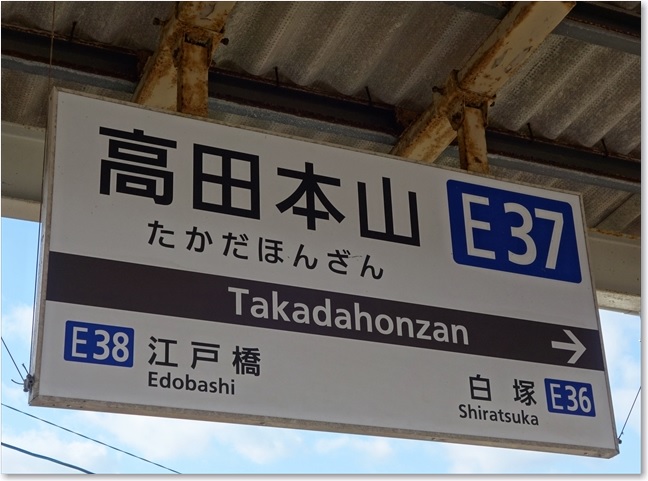 高田本山
E37
たかだほんざん
Takadahonzan
→
E38 江戸橋
Edobashi
白塚 E36
Shiratsuka